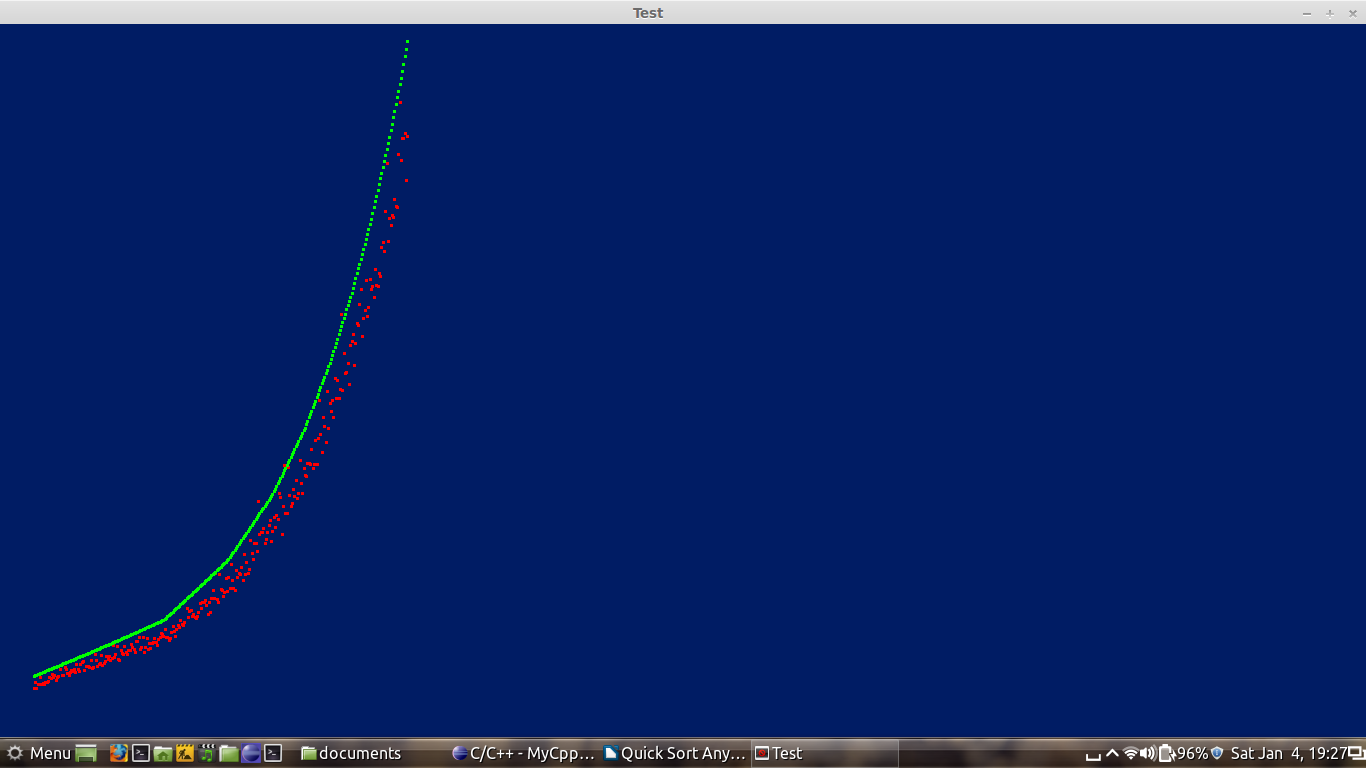 Test
Menu
documents
C/C++ - MyCpp...
Quick Sort Any...
Test
96%
Sat Jan 4, 19:27